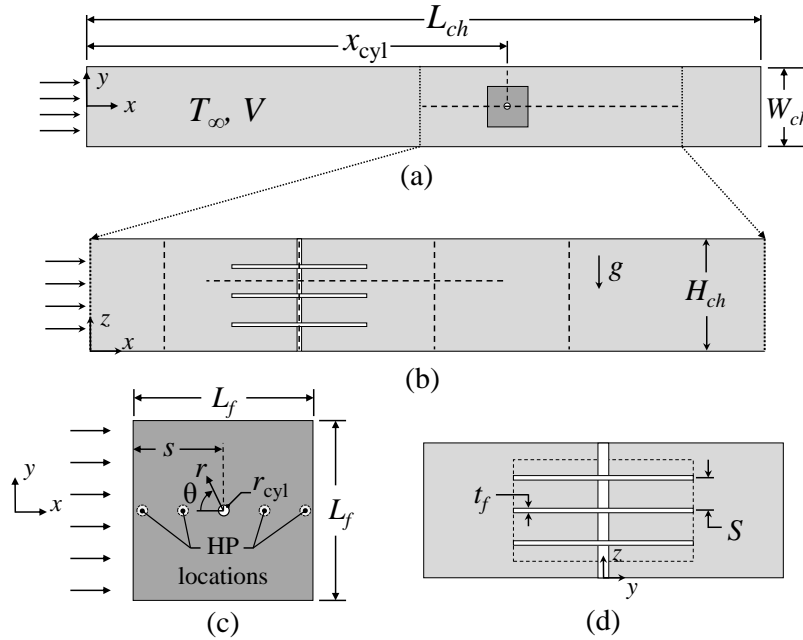 L_ch
x_cyl
y
x
T_∞, V
W_ch
(a)
g
H_ch
z
x
(b)
L_f
s
r
r_cyl
θ
y
x
L_f
HP
locations
(c)
t_f
S
z
y
(d)